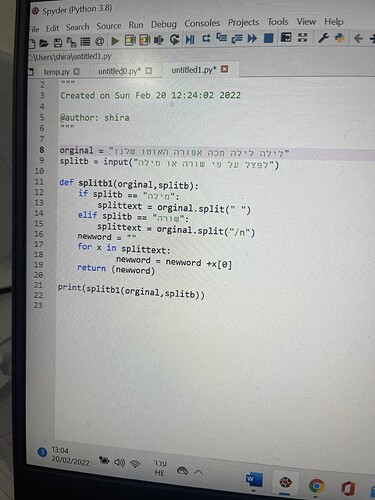 Spyder (Python 3.8)
File Edit Search Source Run Debug Consoles Projects Tools View Help
C:\Users\shira\untitled1.py
temp.py untitled0.py* untitled1.py*
2 """
3 Created on Sun Feb 20 12:24:02 2022
4
5 @author: shira
6 """
7
8 orginal = "לילה לילה מכה אפורה האוטו שלנו"
9 splitb = input("לפצל על פי שורה או מילה")
10
11 def splitb1(orginal,splitb):
12 if splitb == "מילה":
13 splittext = orginal.split(" ")
14 elif splitb == "שורה":
15 splittext = orginal.split("/n")
16 newword = ""
17 for x in splittext:
18 newword = newword +x[0]
19 return (newword)
20
21 print(splitb1(orginal,splitb))
22
23
3 13:04
20/02/2022
עבר
HE